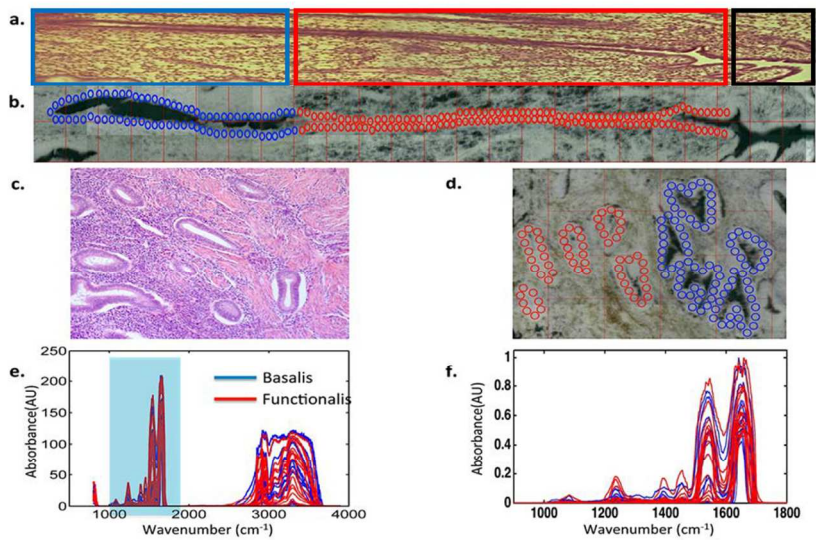 a.
b.
c.
d.
e.
250
200
150
100
50
0
Absorbance(AU)
Basalis
Functionalis
1000
2000
3000
4000
Wavenumber (cm-1)
f.
1
0.8
0.6
0.4
0.2
0
Absorbance(AU)
1000
1200
1400
1600
1800
Wavenumber (cm-1)